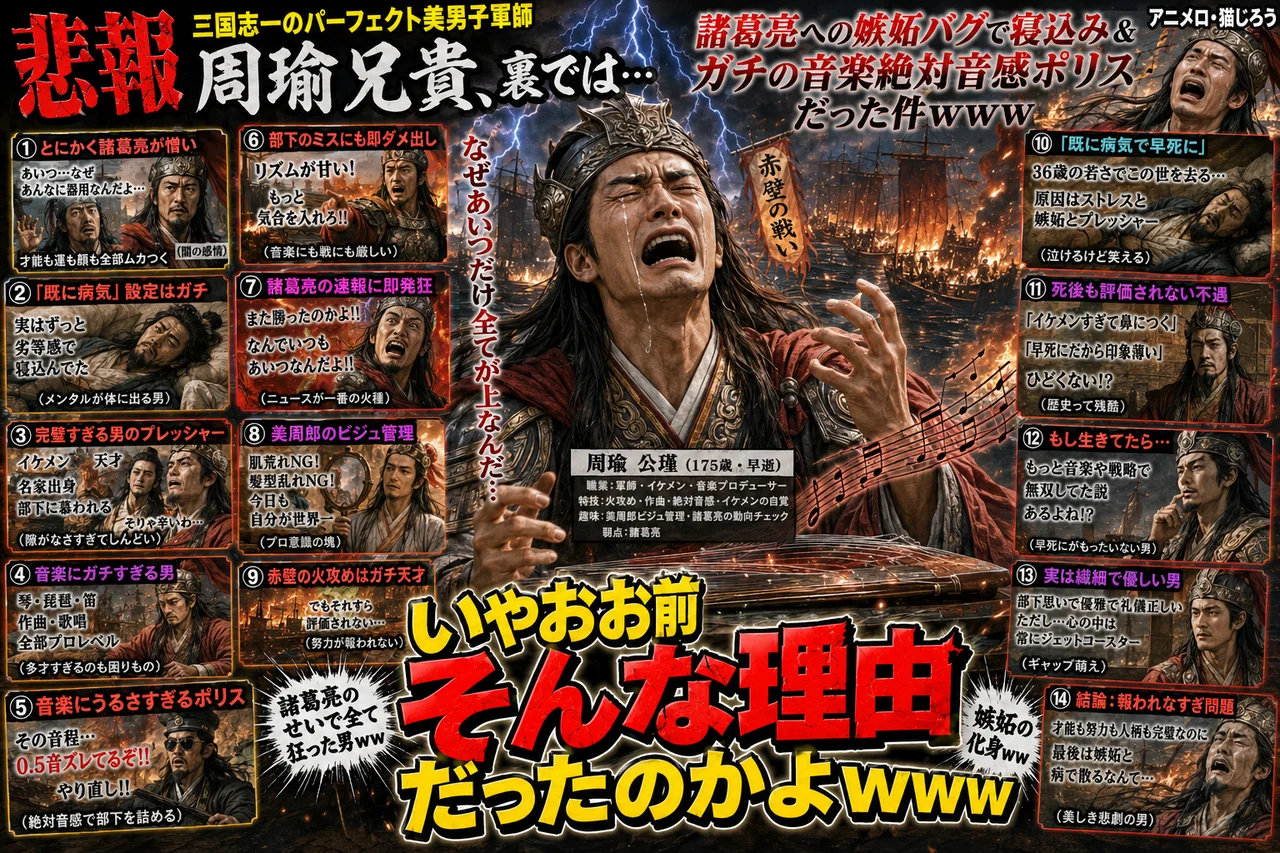 悲報
三国志一のパーフェクト美男子軍師
周瑜兄貴、裏では…
諸葛亮への嫉妬バグで寝込み&
ガチの音楽絶対音感ポリス
だった件www
アニメロ・猫じろう
① とにかく諸葛亮が憎い
あいつ…なぜ
あんなに器用なんだよ…
(闇の感情)
才能も運も顔も全部ムカつく
② 「既に病気」設定はガチ
実はずっと
劣等感で
寝込んでた
(メンタルが体に出る男)
③ 完璧すぎる男のプレッシャー
イケメン 天才
名家出身
部下に慕われる
そりゃ辛いわ…
(隙がなさすぎてしんどい)
④ 音楽にガチすぎる男
琴・琵琶・笛
作曲・歌唱
全部プロレベル
(多才すぎるのも困りもの)
⑤ 音楽にうるさすぎるポリス
その音程…
0.5音ズレてるぞ!!
やり直し!!
(絶対音感で部下を詰める)
⑥ 部下のミスにも即ダメ出し
リズムが甘い!
もっと
気合を入れろ!!
(音楽にも戦にも厳しい)
⑦ 諸葛亮の速報に即発狂
また勝ったのかよ!!
なんでいつも
あいつなんだよ!!
(ニュースが一番の火種)
⑧ 美周郎のビジュ管理
肌荒れNG!
髪型乱れNG!
今日も
自分が世界一
(プロ意識の塊)
⑨ 赤壁の火攻めはガチ天才
でもそれすら
評価されない…
(努力が報われない)
なぜあいつだけ全てが上なんだ…
赤壁の戦い
周瑜 公瑾 (175歳・早逝)
職業:軍師・イケメン・音楽プロデューサー
特技:火攻め・作曲・絶対音感・イケメンの自覚
趣味:美周郎ビジュ管理・諸葛亮の動向チェック
弱点:諸葛亮
⑩ 「既に病気で早死に」
36歳の若さでこの世を去る…
原因はストレスと
嫉妬とプレッシャー
(泣けるけど笑える)
⑪ 死後も評価されない不遇
「イケメンすぎて鼻につく」
「早死にだから印象薄い」
ひどくない!?
(歴史って残酷)
⑫ もし生きてたら…
もっと音楽や戦略で
無双してた説
あるよね!?
(早死にがもったいない男)
⑬ 実は繊細で優しい男
部下思いで優雅で礼儀正しい
ただし…心の中は
常にジェットコースター
(ギャップ萌え)
⑭ 結論:報われなすぎ問題
才能も努力も人柄も完璧なのに
最後は嫉妬と
病で散るなんて…
(美しき悲劇の男)
諸葛亮の
せいで全て
狂った男ww
いやおお前
そんな理由
だったのかよwww
嫉妬の
化身ww